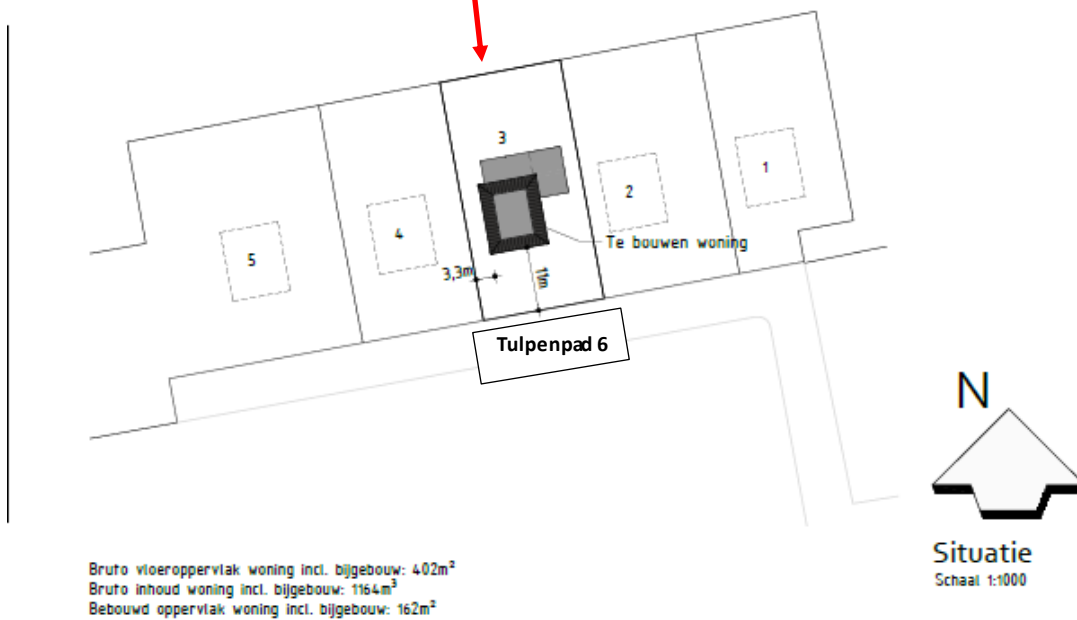 3
1
2
4
Te bouwen woning
5
3,3m
11m
Tulpenpad 6
N
Situatie
Schaal 1:1000
Bruto vloeroppervlak woning incl. bijgebouw: 402m²
Bruto inhoud woning incl. bijgebouw: 1164m³
Bebouwd oppervlak woning incl. bijgebouw: 162m²